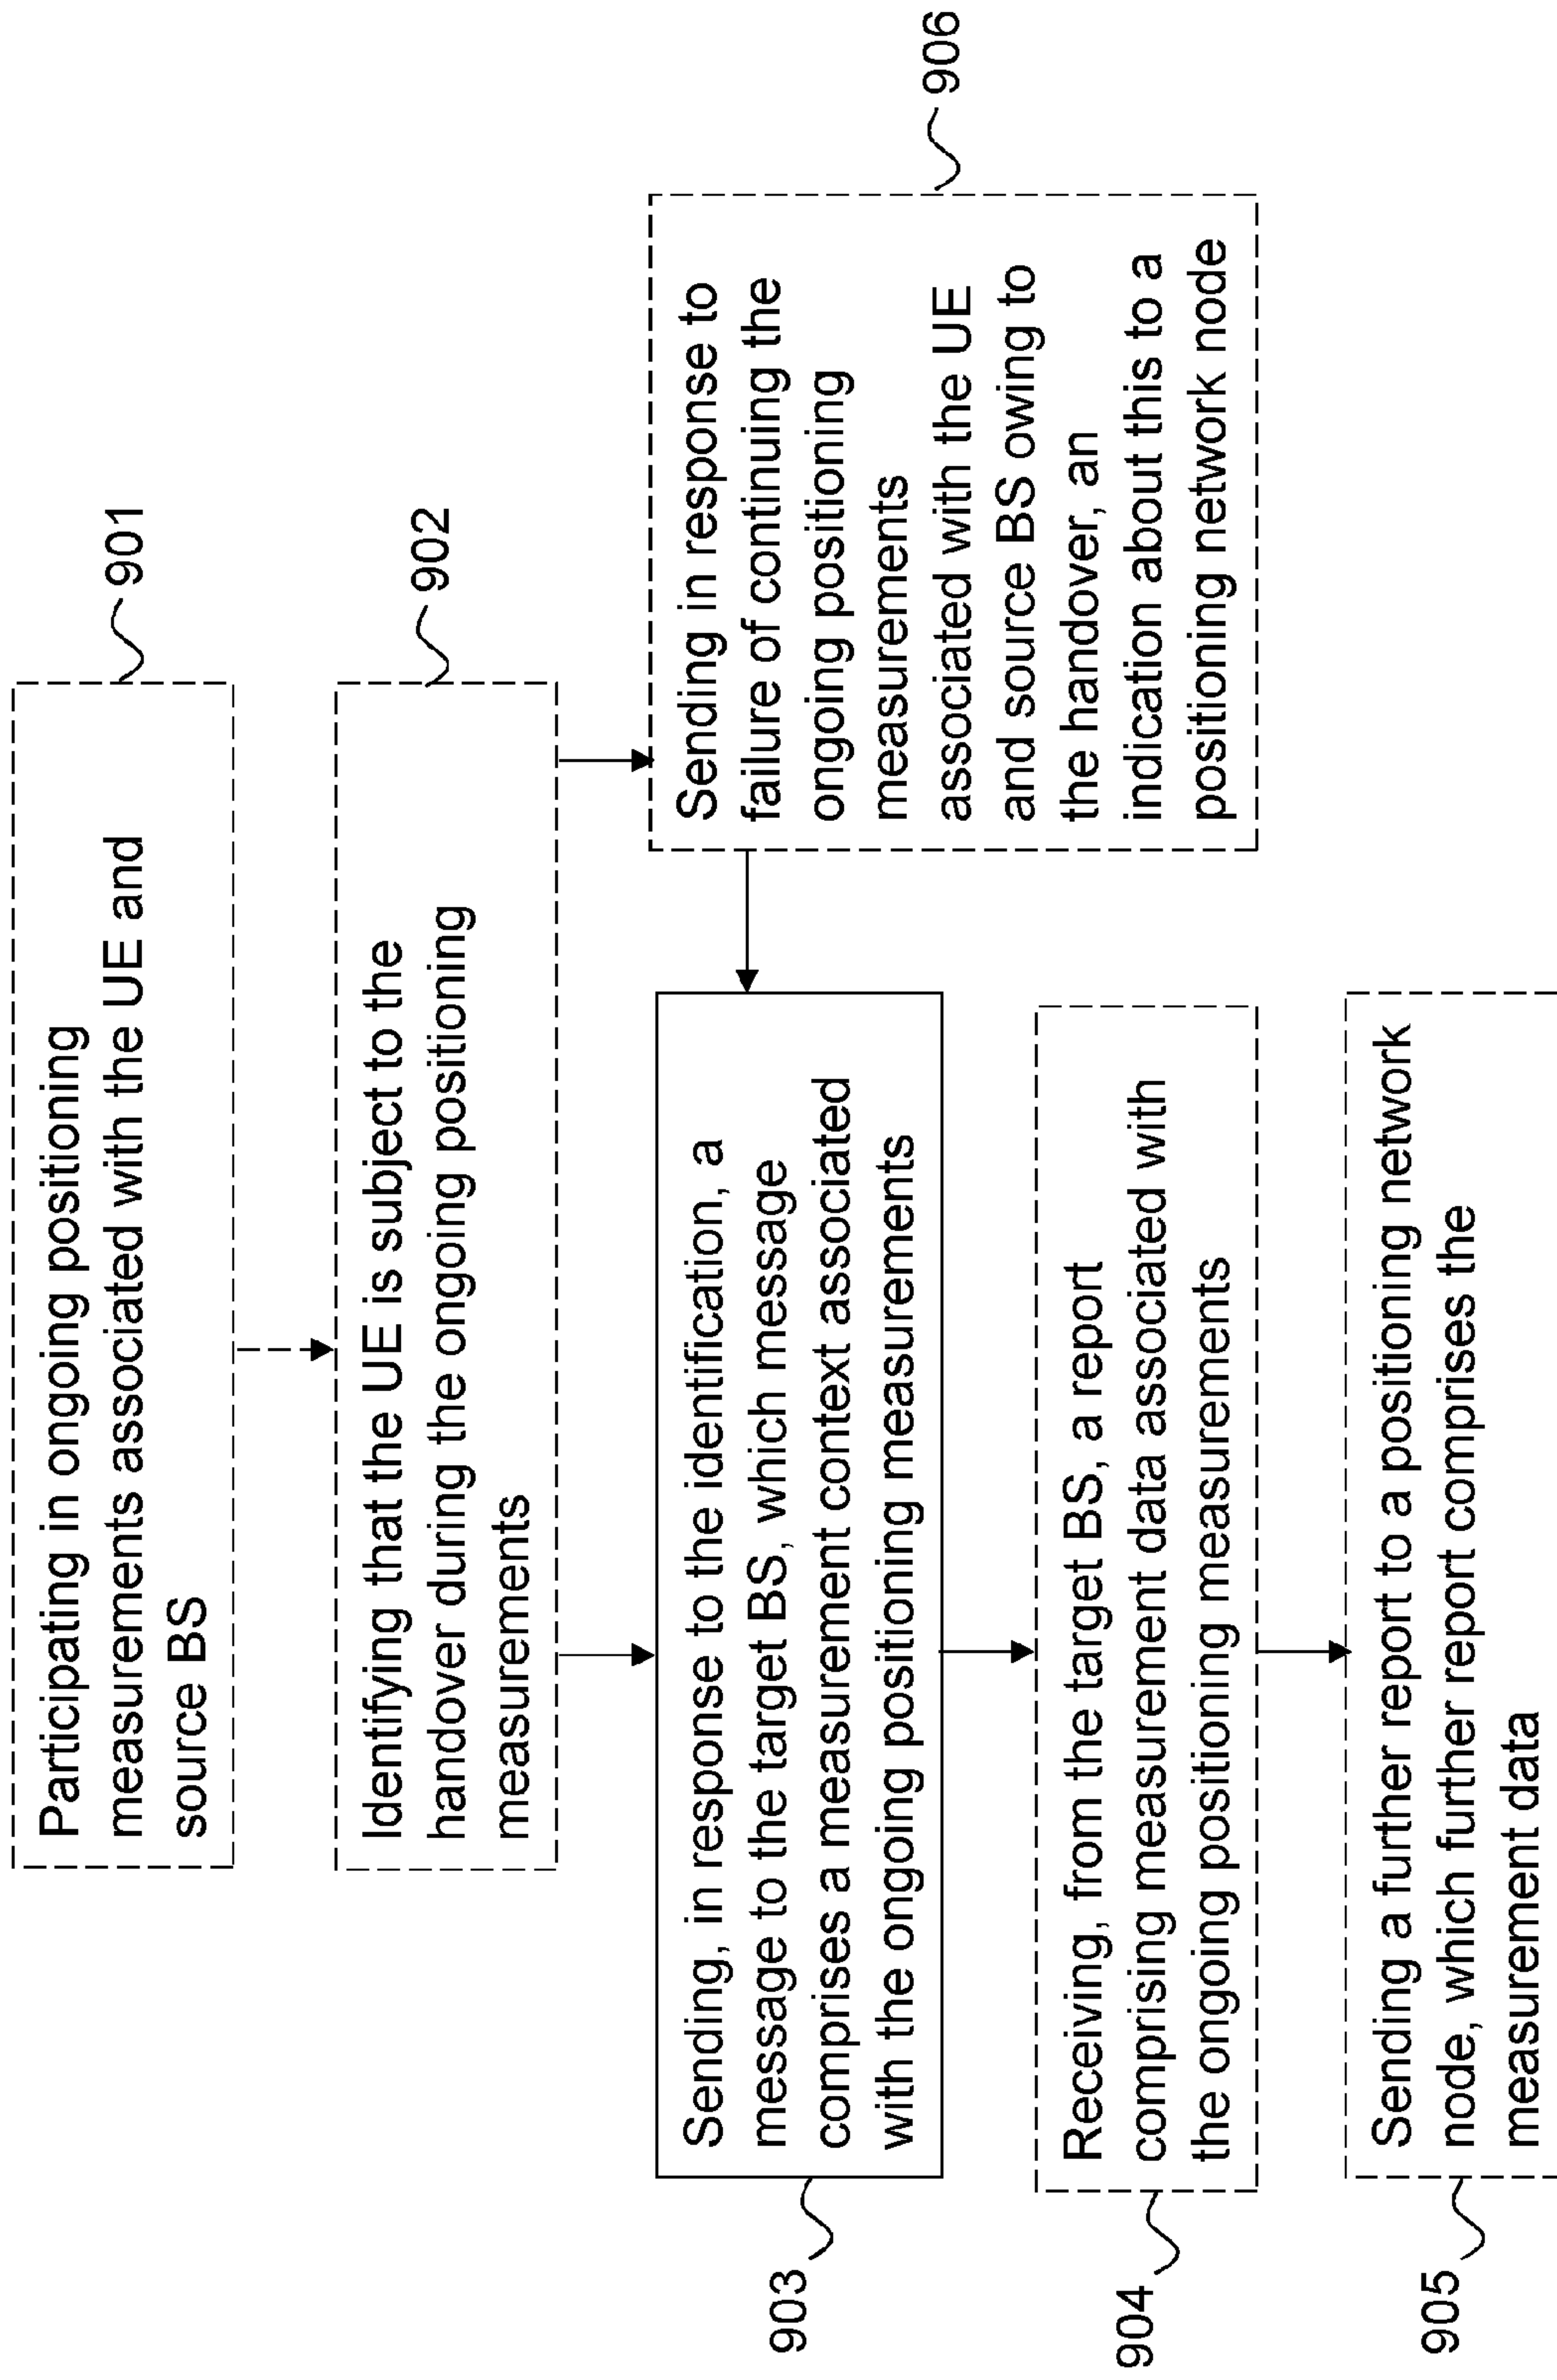 Participating in ongoing positioning
measurements associated with the UE and
source BS
901
Identifying that the UE is subject to the
handover during the ongoing positioning
measurements
902
Sending, in response to the identification, a
message to the target BS, which message
comprises a measurement context associated
with the ongoing positioning measurements
903
Sending in response to
failure of continuing the
ongoing positioning
measurements
associated with the UE
and source BS owing to
the handover, an
indication about this to a
positioning network node
906
Receiving, from the target BS, a report
comprising measurement data associated with
the ongoing positioning measurements
904
Sending a further report to a positioning network
node, which further report comprises the
measurement data
905